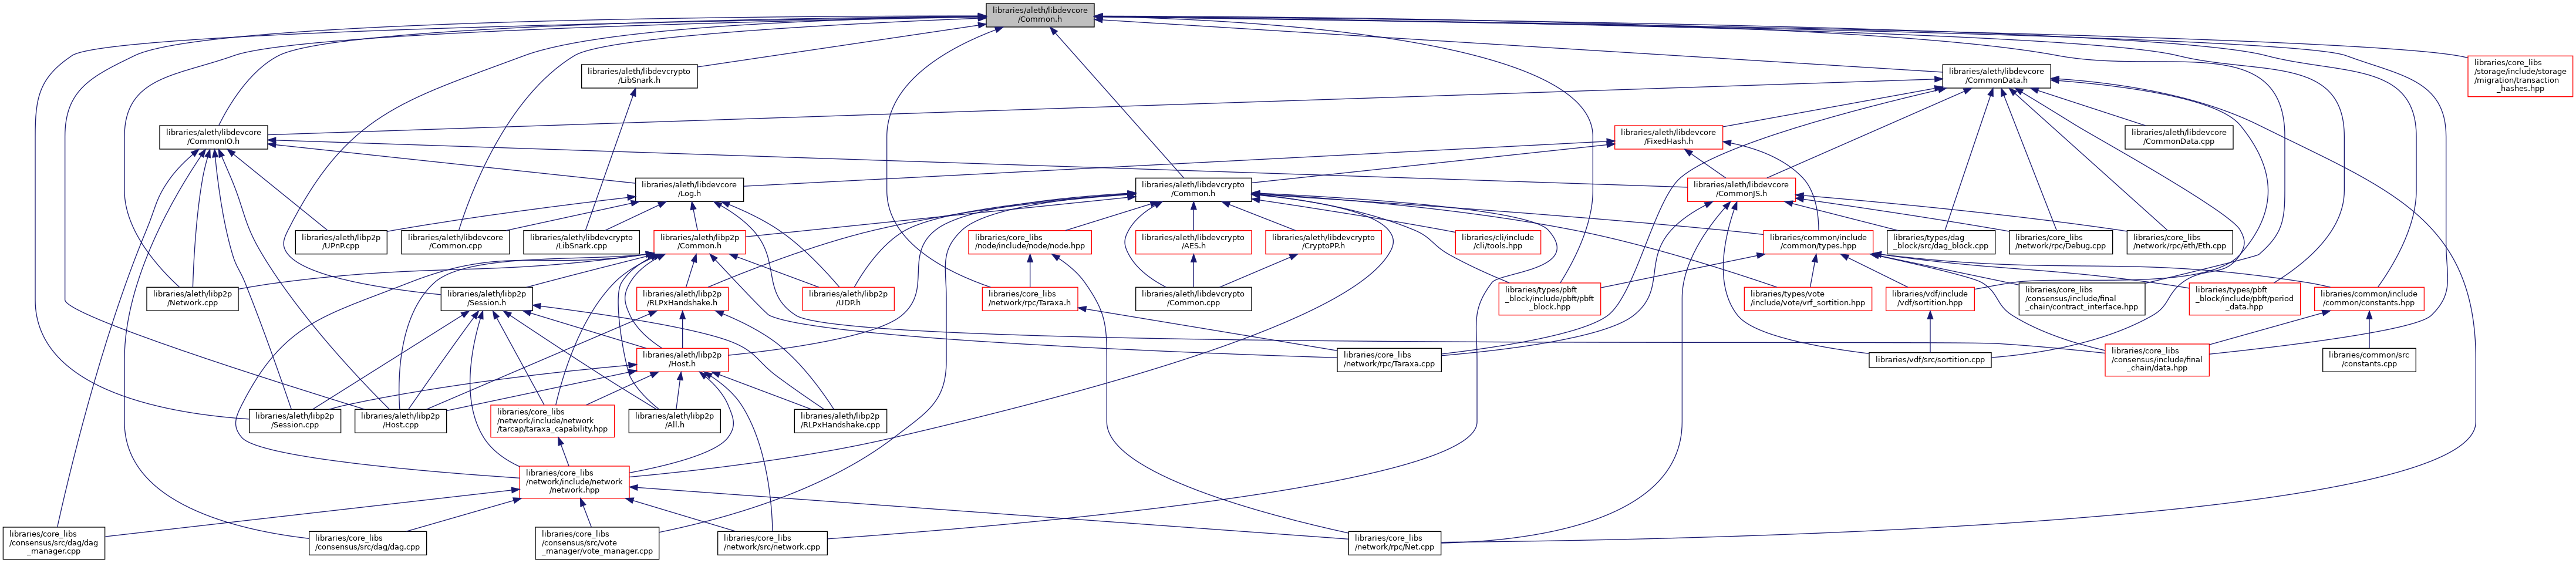 libraries/aleth/libdevcore
/Common.h
libraries/core_libs
/storage/include/storage
/migration/transaction
_hashes.hpp
libraries/aleth/libdevcrypto
/LibSnark.h
libraries/aleth/libdevcore
/CommonData.h
libraries/aleth/libdevcore
/CommonIO.h
libraries/aleth/libdevcore
/FixedHash.h
libraries/aleth/libdevcore
/CommonData.cpp
libraries/aleth/libdevcore
/Log.h
libraries/aleth/libdevcrypto
/Common.h
libraries/aleth/libdevcore
/CommonJS.h
libraries/aleth/libp2p
/UPnP.cpp
libraries/aleth/libdevcore
/Common.cpp
libraries/aleth/libdevcrypto
/LibSnark.cpp
libraries/aleth/libp2p
/Common.h
libraries/core_libs
/node/include/node/node.hpp
libraries/aleth/libdevcrypto
/AES.h
libraries/aleth/libdevcrypto
/CryptoPP.h
libraries/cli/include
/cli/tools.hpp
libraries/common/include
/common/types.hpp
libraries/types/dag
_block/src/dag_block.cpp
libraries/core_libs
/network/rpc/Debug.cpp
libraries/core_libs
/network/rpc/eth/Eth.cpp
libraries/aleth/libp2p
/Network.cpp
libraries/aleth/libp2p
/Session.h
libraries/aleth/libp2p
/RLPxHandshake.h
libraries/aleth/libp2p
/UDP.h
libraries/core_libs
/network/rpc/Taraxa.h
libraries/aleth/libdevcrypto
/Common.cpp
libraries/types/pbft
_block/include/pbft/pbft
_block.hpp
libraries/types/vote
/include/vote/vrf_sortition.hpp
libraries/vdf/include
/vdf/sortition.hpp
libraries/core_libs
/consensus/include/final
_chain/contract_interface.hpp
libraries/types/pbft
_block/include/pbft/period
_data.hpp
libraries/common/include
/common/constants.hpp
libraries/aleth/libp2p
/Host.h
libraries/core_libs
/network/rpc/Taraxa.cpp
libraries/vdf/src/sortition.cpp
libraries/core_libs
/consensus/include/final
_chain/data.hpp
libraries/common/src
/constants.cpp
libraries/aleth/libp2p
/Session.cpp
libraries/aleth/libp2p
/Host.cpp
libraries/core_libs
/network/include/network
/tarcap/taraxa_capability.hpp
libraries/aleth/libp2p
/All.h
libraries/aleth/libp2p
/RLPxHandshake.cpp
libraries/core_libs
/network/include/network
/network.hpp
libraries/core_libs
/consensus/src/dag/dag
_manager.cpp
libraries/core_libs
/consensus/src/dag/dag.cpp
libraries/core_libs
/consensus/src/vote
_manager/vote_manager.cpp
libraries/core_libs
/network/src/network.cpp
libraries/core_libs
/network/rpc/Net.cpp